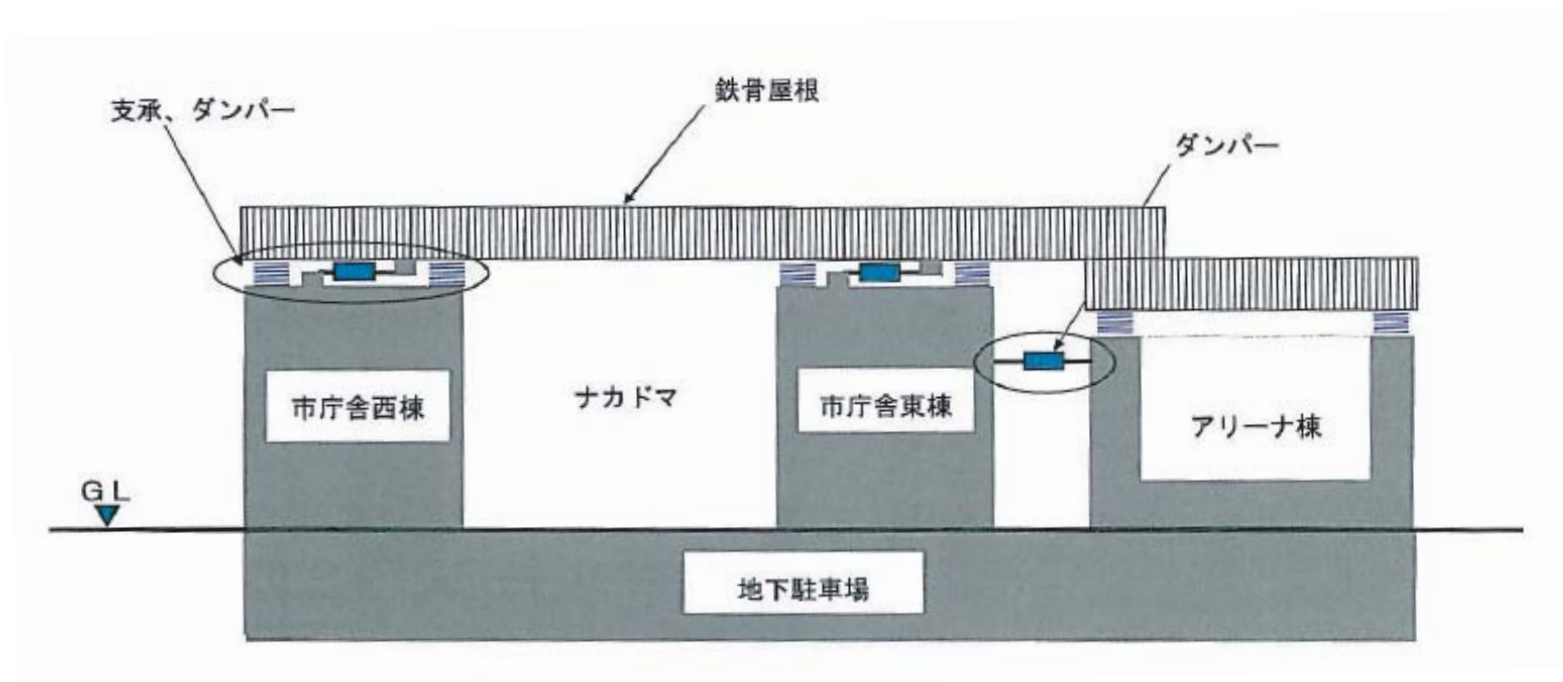 鉄骨屋根
支承、ダンパー
ダンパー
市庁舎西棟
ナカドマ
市庁舎東棟
アリーナ棟
GL
地下駐車場